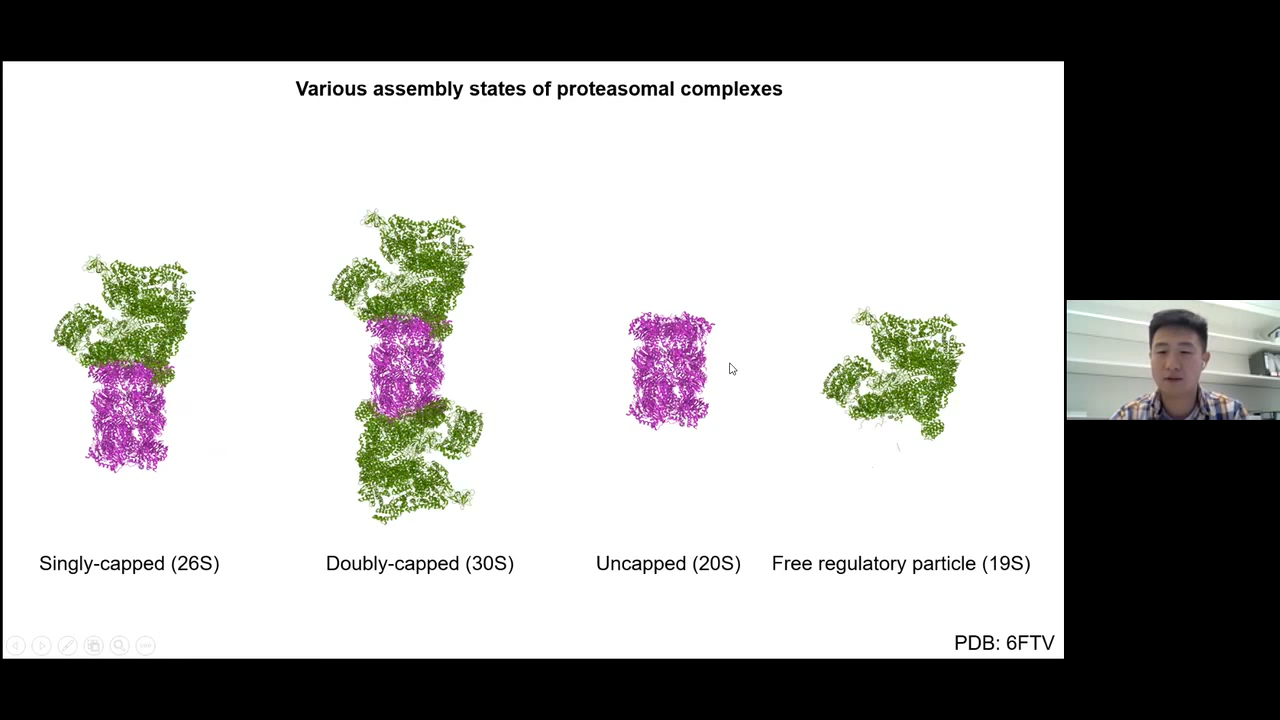 Various assembly states of proteasomal complexes
Singly-capped (26S)
Doubly-capped (30S)
Uncapped (20S)
Free regulatory particle (19S)
PDB: 6FTV